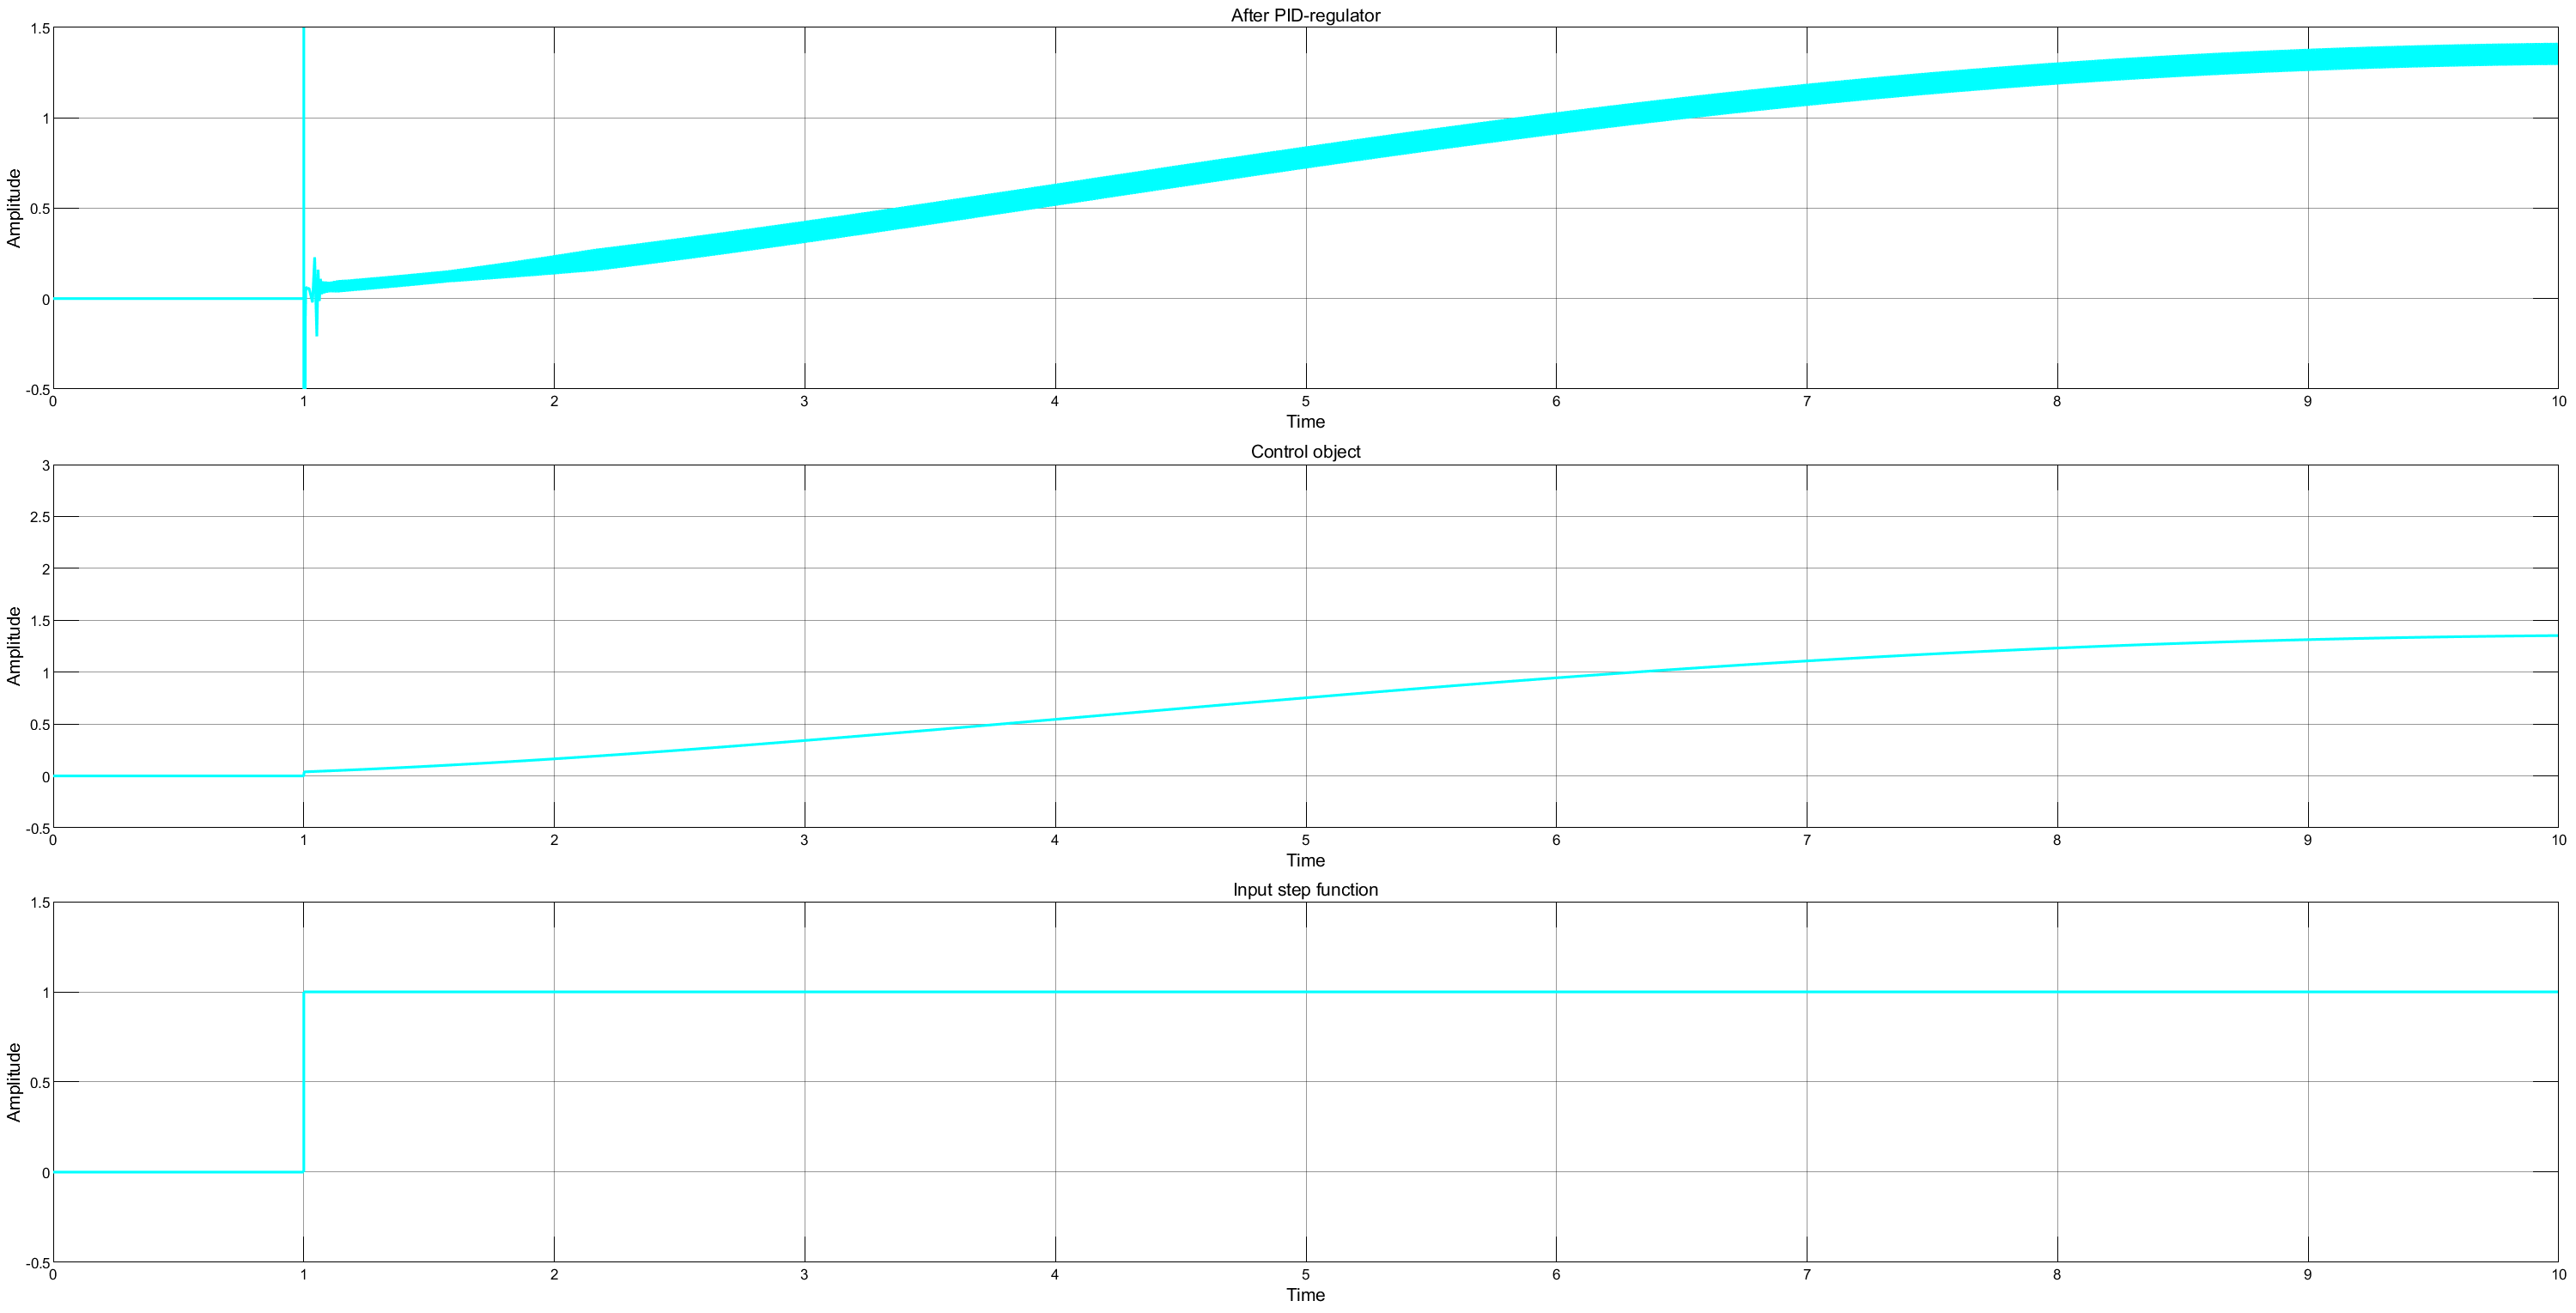 After PID-regulator
1.5
1
0.5
0
-0.5
Amplitude
0 1 2 3 4 5 6 7 8 9 10
Time
Control object
3
2.5
2
1.5
1
0.5
0
-0.5
Amplitude
0 1 2 3 4 5 6 7 8 9 10
Time
Input step function
1.5
1
0.5
0
-0.5
Amplitude
0 1 2 3 4 5 6 7 8 9 10
Time